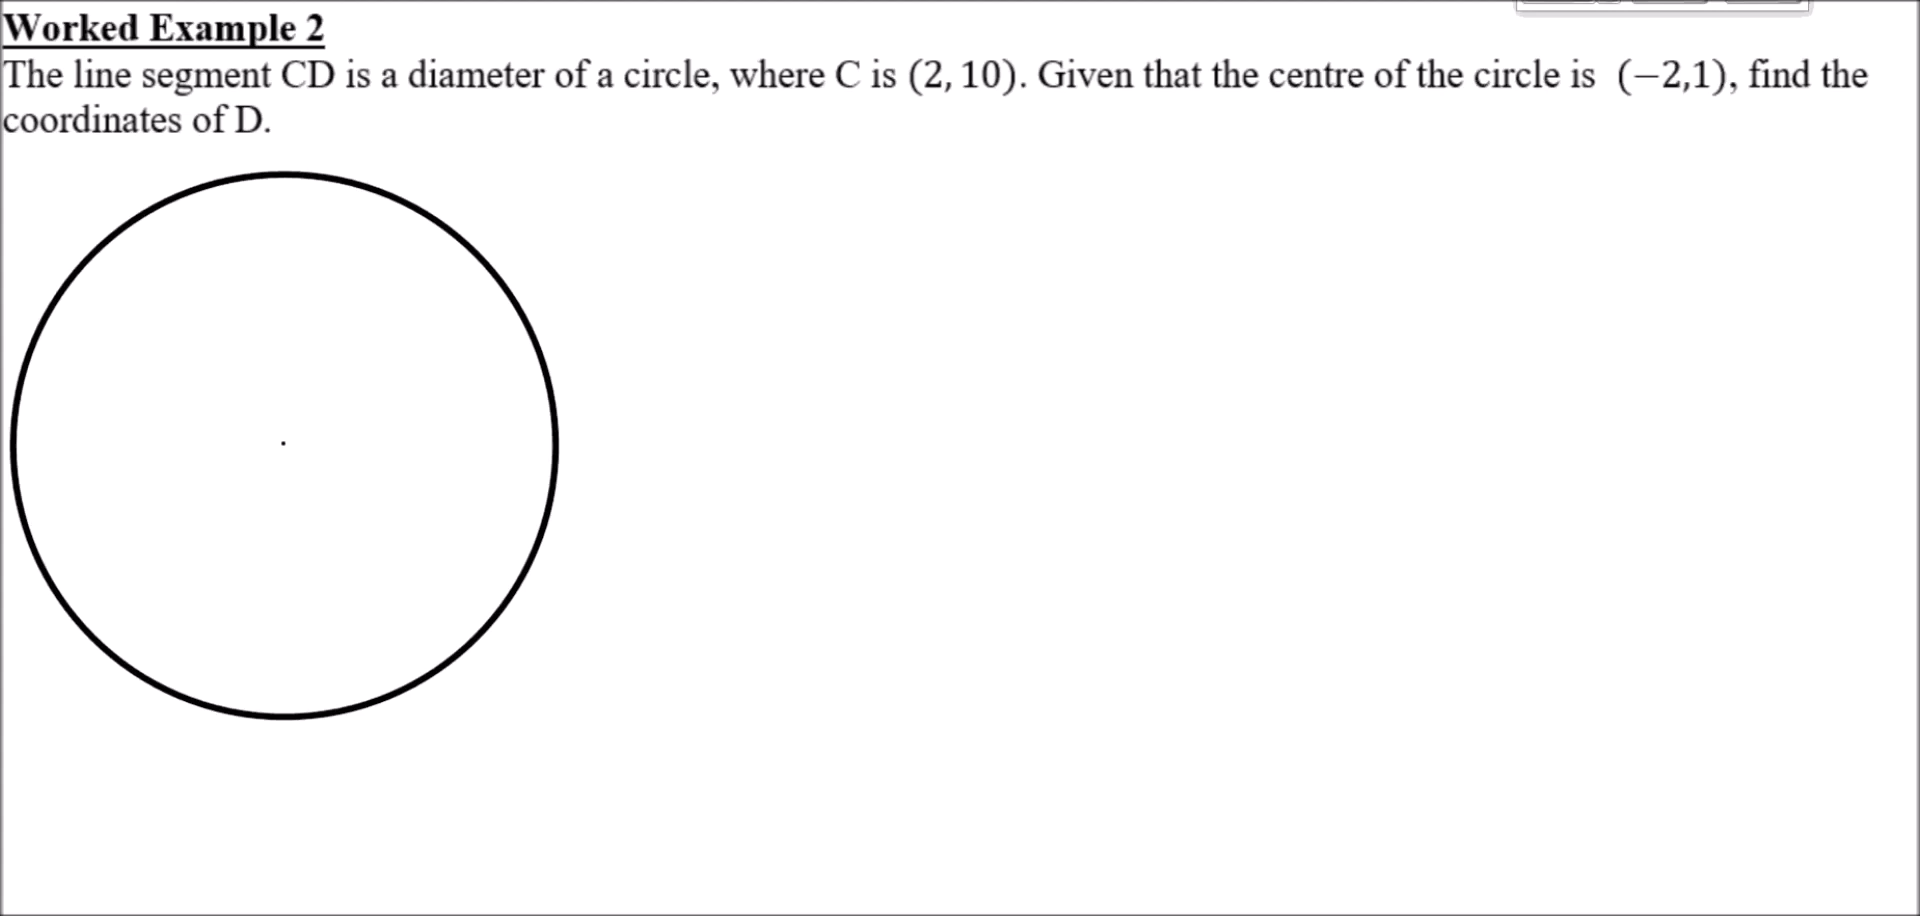 Worked Example 2
The line segment CD is a diameter of a circle, where C is (2, 10). Given that the centre of the circle is (−2,1), find the
coordinates of D.